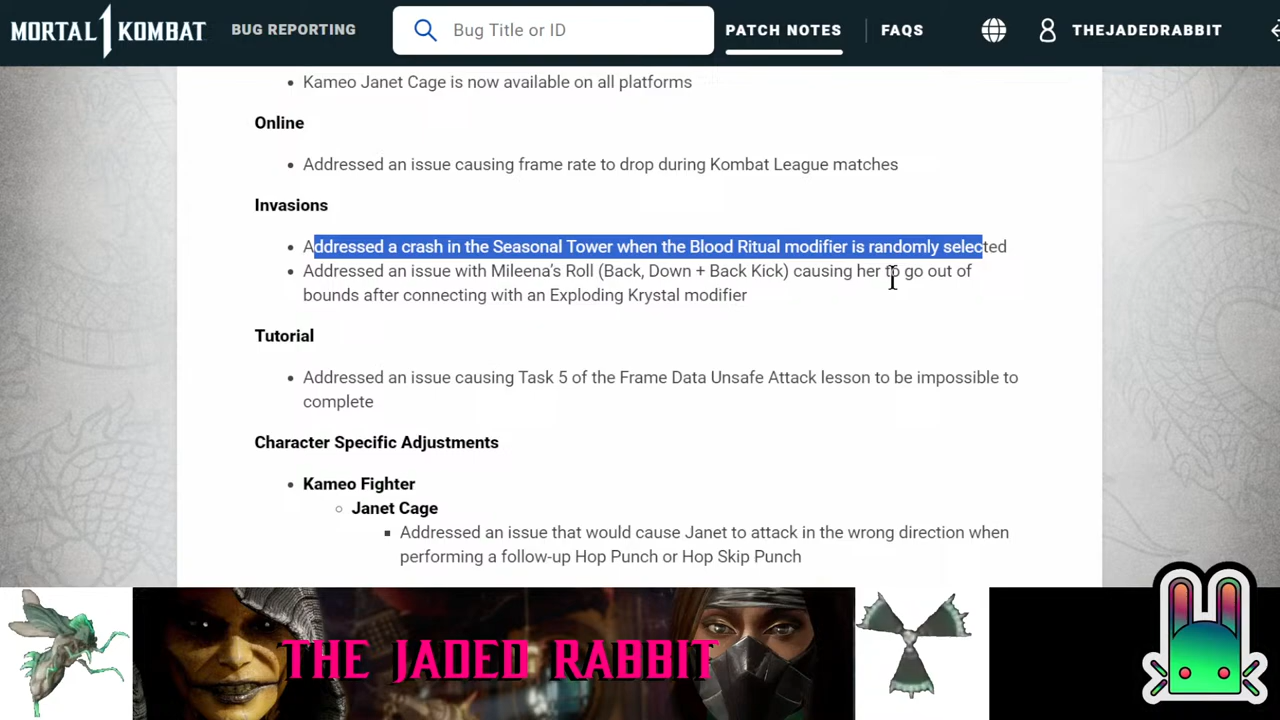 MORTAL KOMBAT 1
BUG REPORTING
Bug Title or ID
PATCH NOTES
FAQS
THEJADEDRABBIT
Kameo Janet Cage is now available on all platforms
Online
Addressed an issue causing frame rate to drop during Kombat League matches
Invasions
Addressed a crash in the Seasonal Tower when the Blood Ritual modifier is randomly selected
Addressed an issue with Mileena’s Roll (Back, Down + Back Kick) causing her to go out of
bounds after connecting with an Exploding Krystal modifier
Tutorial
Addressed an issue causing Task 5 of the Frame Data Unsafe Attack lesson to be impossible to
complete
Character Specific Adjustments
Kameo Fighter
Janet Cage
Addressed an issue that would cause Janet to attack in the wrong direction when
performing a follow-up Hop Punch or Hop Skip Punch
THE JADED RABBIT